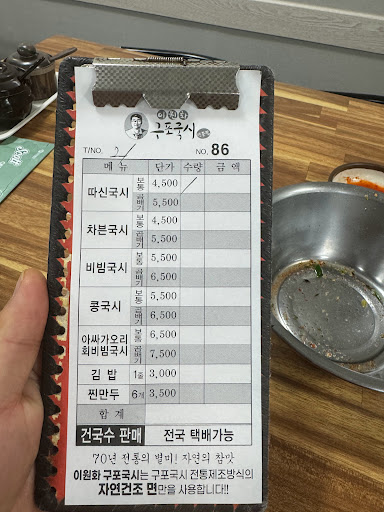 이원화
구포국시
T/NO. 21 NO. 86
메뉴 단가 수량 금액
따신국시 보통 4,500 /
곱배기 5,500
차븐국시 보통 4,500
곱배기 5,500
비빔국시 보통 5,500
곱배기 6,500
콩국시 보통 5,500
곱배기 6,500
아싸가오리 회비빔국시 보통 6,500
곱배기 7,500
김밥 1줄 3,000
찐만두 6개 3,500
합계
건국수 판매 전국 택배가능
70년 전통의 별미! 자연의 참맛
이원화 구포국시는 구포국시 전통제조방식의
자연건조 면만을 사용합니다!!